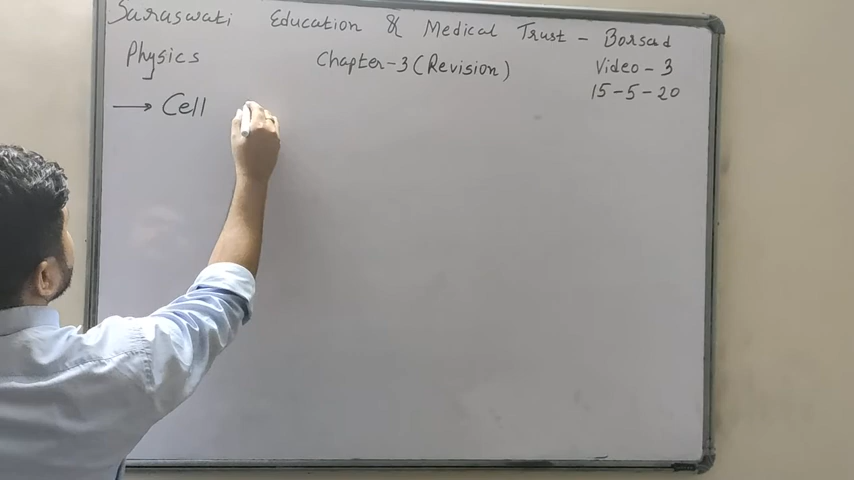 Saraswati Education & Medical Trust - Borsad
Physics Chapter-3 (Revision) Video - 3
15-5-20
→ Cell